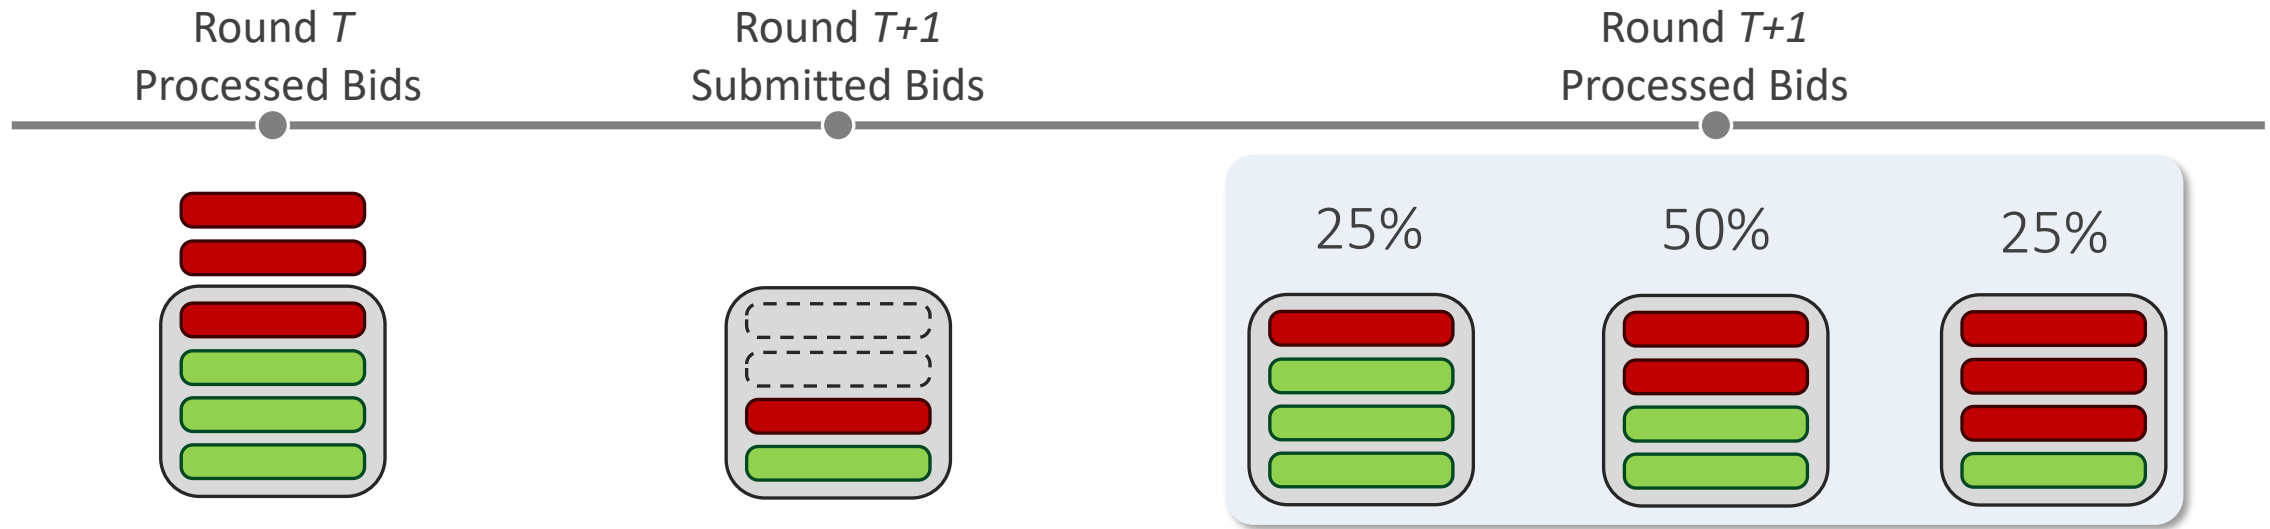 Round T
Processed Bids
Round T+1
Submitted Bids
Round T+1
Processed Bids
25%
50%
25%